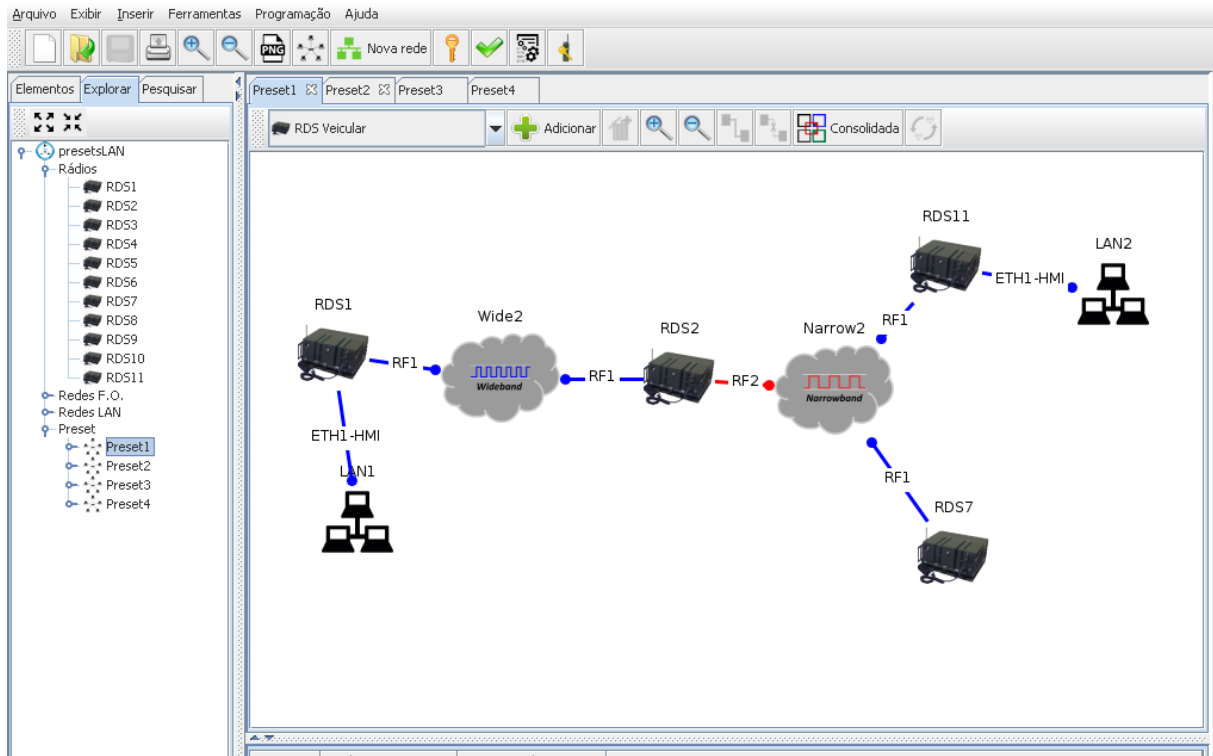 Arquivo Exibir Inserir Ferramentas Programação Ajuda
PNG Nova rede
Elementos Explorar Pesquisar
Preset1 Preset2 Preset3 Preset4
RDS Veicular Adicionar Consolidada
presetsLAN
Rádios
RDS1
RDS2
RDS3
RDS4
RDS5
RDS6
RDS7
RDS8
RDS9
RDS10
RDS11
Redes F.O.
Redes LAN
Preset
Preset1
Preset2
Preset3
Preset4
RDS11
LAN2
ETH1-HMI
RDS1
Wide2
RDS2
Narrow2
RF1
RF1
Wideband
RF1
RF2
Narrowband
ETH1-HMI
LAN1
RF1
RDS7